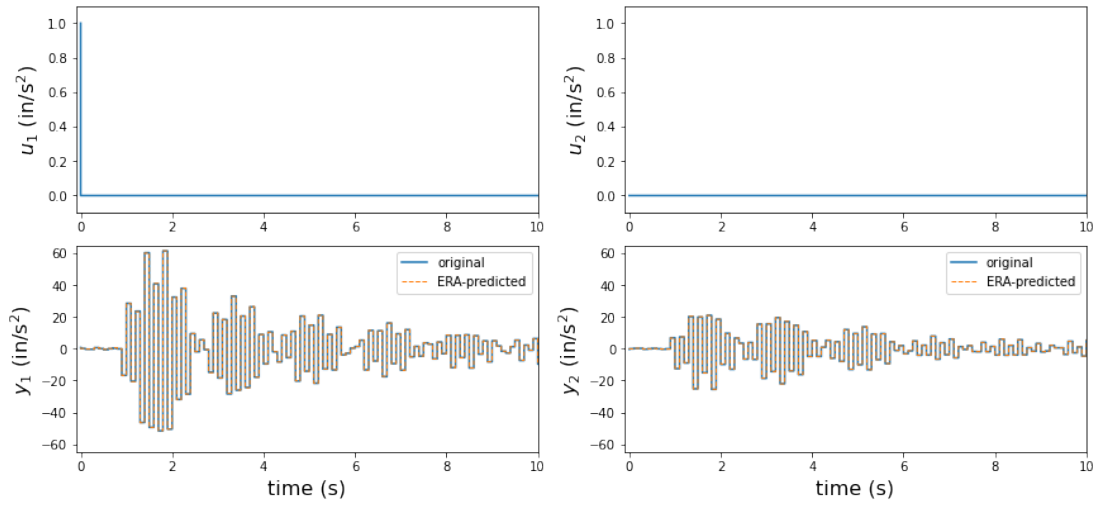 u₁ (in/s²)
1.0
0.8
0.6
0.4
0.2
0.0
0 2 4 6 8 10
u₂ (in/s²)
1.0
0.8
0.6
0.4
0.2
0.0
0 2 4 6 8 10
y₁ (in/s²)
60
40
20
0
−20
−40
−60
original
ERA-predicted
0 2 4 6 8 10
time (s)
y₂ (in/s²)
60
40
20
0
−20
−40
−60
original
ERA-predicted
0 2 4 6 8 10
time (s)